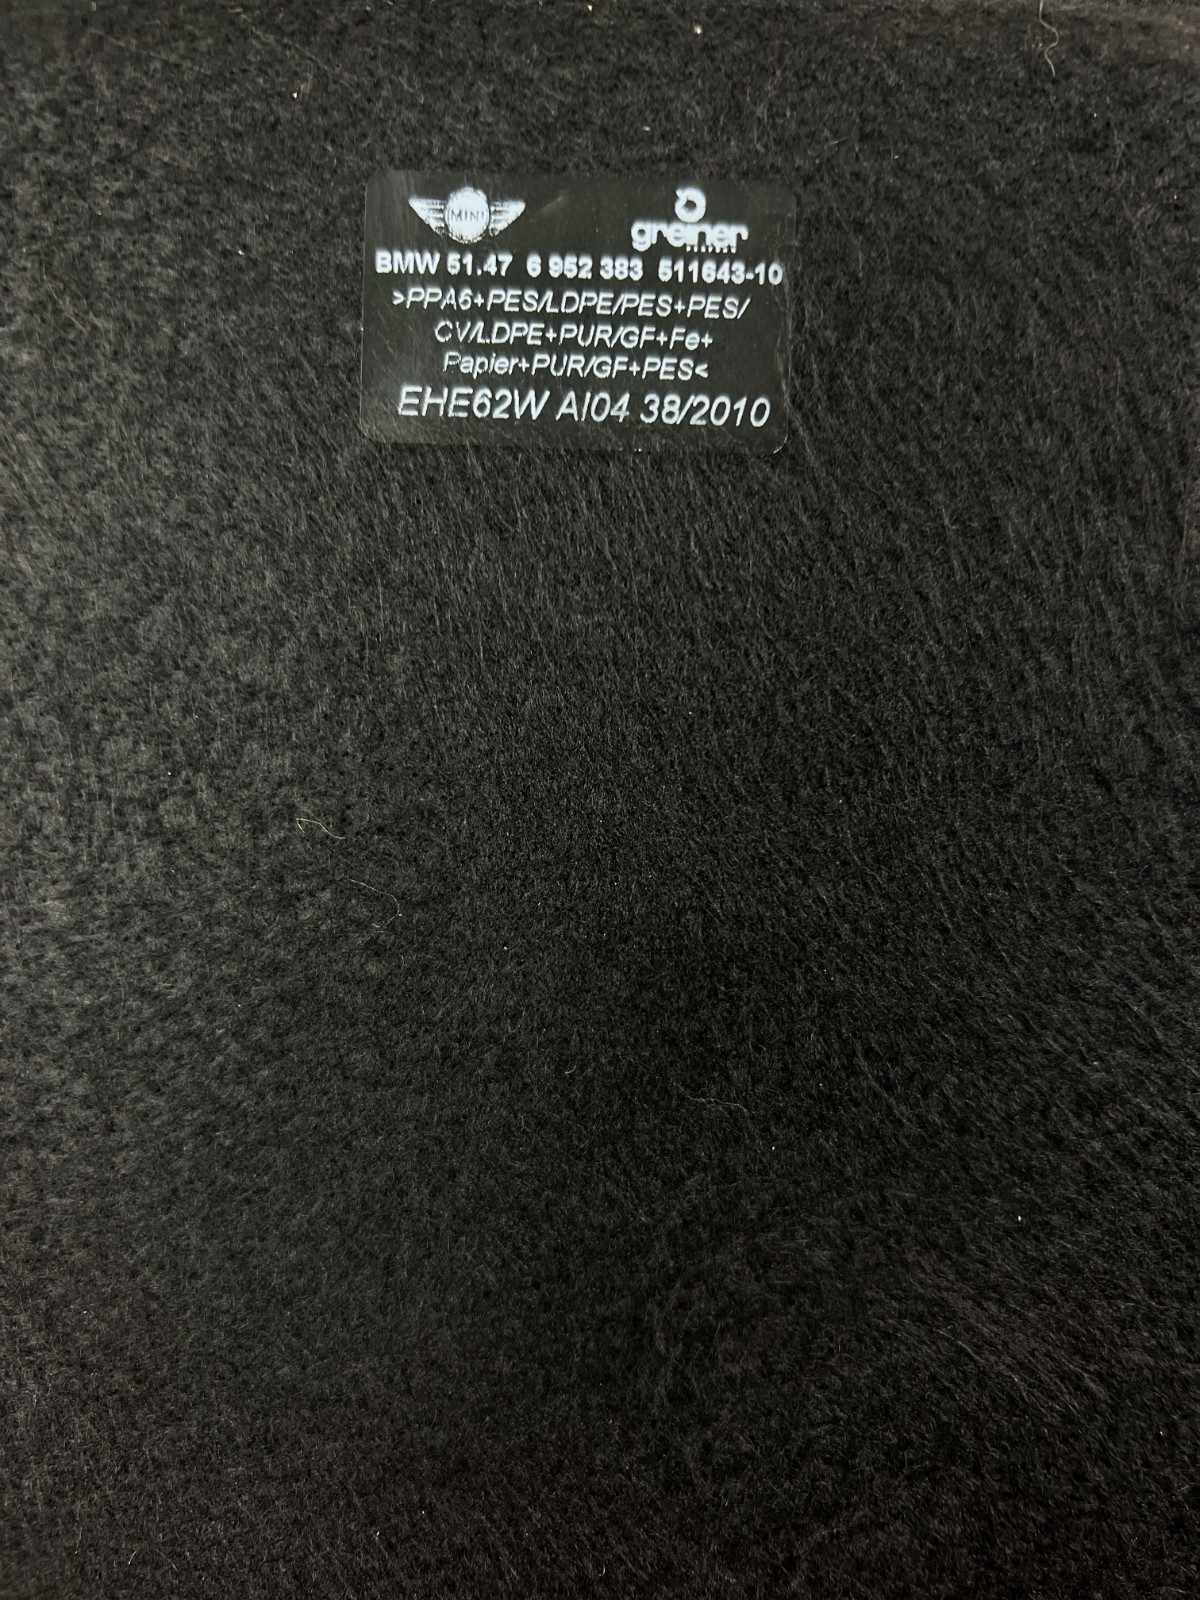 MINI
greiner
BMW 51.47 6 952 383 511643-10
>PPA6+PES/LDPE/PES+PES/
CV/LDPE+PUR/GF+Fe+
Papier+PUR/GF+PES<
EHE62W AI04 38/2010